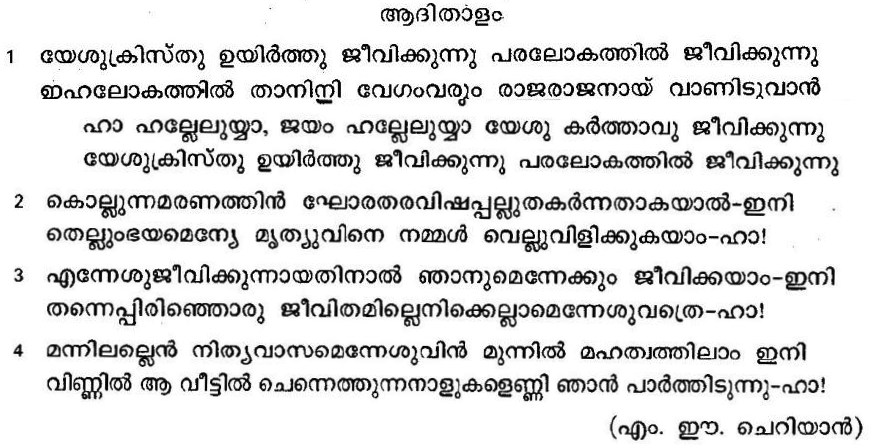 ആദിതാളം
1 യേശുക്രിസ്തു ഉയിർത്തു ജീവിക്കുന്നു പരലോകത്തിൽ ജീവിക്കുന്നു
ഇഹലോകത്തിൽ താനിനി വേഗംവരും രാജരാജനായ് വാണിടുവാൻ
ഹാ ഹല്ലേലുയ്യാ, ജയം ഹല്ലേലുയ്യാ യേശു കർത്താവു ജീവിക്കുന്നു
യേശുക്രിസ്തു ഉയിർത്തു ജീവിക്കുന്നു പരലോകത്തിൽ ജീവിക്കുന്നു
2 കൊല്ലുന്നമരണത്തിൻ ഘോരതരവിഷപ്പല്ലുതകർന്നതാകയാൽ-ഇനി
തെല്ലുംഭയമെന്യേ മൃത്യുവിനെ നമ്മൾ വെല്ലുവിളിക്കുകയാം-ഹാ!
3 എന്നേശുജീവിക്കുന്നായതിനാൽ ഞാനുമെന്നേക്കും ജീവിക്കയാം-ഇനി
തന്നെപ്പിരിഞ്ഞൊരു ജീവിതമില്ലെനിക്കെല്ലാമെന്നേശുവത്രെ-ഹാ!
4 മന്നിലല്ലെൻ നിത്യവാസമെന്നേശുവിൻ മുന്നിൽ മഹത്വത്തിലാം ഇനി
വിണ്ണിൽ ആ വീട്ടിൽ ചെന്നെത്തുന്നനാളുകളെണ്ണി ഞാൻ പാർത്തിടുന്നു-ഹാ!
(എം. ഈ. ചെറിയാൻ)